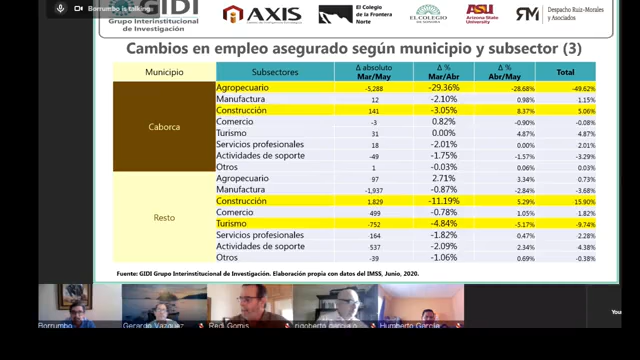 Borrumbo is talking
GIDI
Grupo Interinstitucional
de Investigación
AXIS
El Colegio
de la Frontera
Norte
EL COLEGIO
DE SONORA
ASU
Arizona State
University
RM
Despacho Ruiz-Morales
y Asociados
Cambios en empleo asegurado según municipio y subsector (3)
Municipio Subsectores Δ absoluto Mar/May Δ % Mar/Abr Δ % Abr/May Total
Caborca
Agropecuario -5,288 -29.36% -28.68% -49.62%
Manufactura 12 -2.10% 0.98% 1.15%
Construcción 141 -3.05% 8.37% 5.06%
Comercio -3 0.82% -0.90% -0.08%
Turismo 31 0.00% 4.87% 4.87%
Servicios profesionales 18 -2.01% 0.00% 2.01%
Actividades de soporte -49 -1.75% -1.57% -3.29%
Otros 1 -0.03% 0.06% 0.03%
Resto
Agropecuario 97 2.71% 3.34% 0.73%
Manufactura -1,937 -0.87% -2.84% -3.68%
Construcción 1,829 -11.19% 5.29% 15.90%
Comercio 499 -0.78% 1.05% 1.82%
Turismo -752 -4.84% -5.17% -9.74%
Servicios profesionales 164 -1.82% 0.47% 2.28%
Actividades de soporte 537 -2.09% 2.34% 4.38%
Otros -39 -1.06% 0.69% -0.38%
Fuente: GIDI Grupo Interinstitucional de Investigación. Elaboración propia con datos del IMSS, Junio, 2020.
You
Borrumbo
Gerardo Vazquez
Redi Gomis
rigoberto garcia o
Humberto García